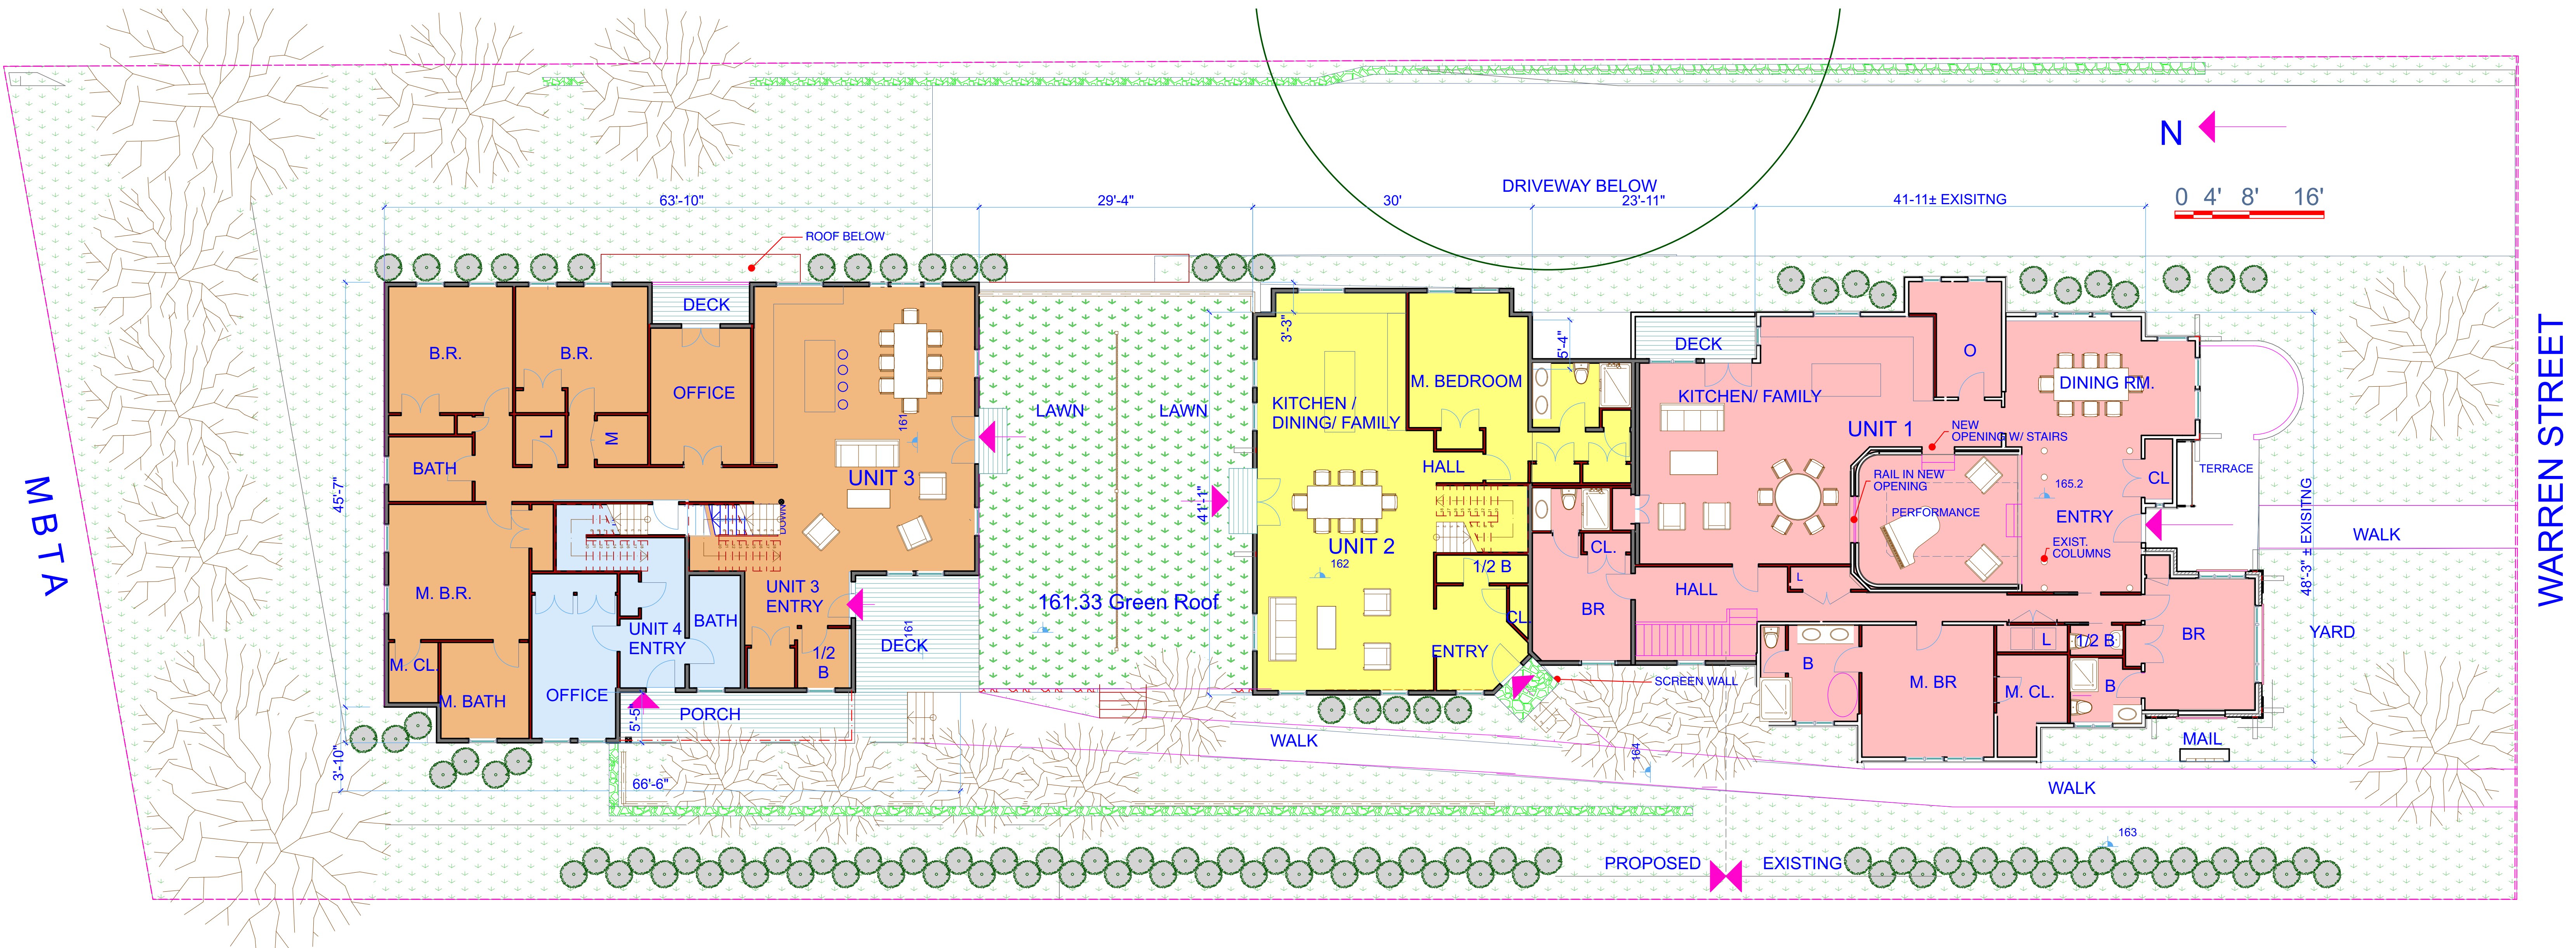 N
DRIVEWAY BELOW
0 4' 8' 16'
63'-10"
29'-4"
30'
23'-11"
41-11± EXISITNG
ROOF BELOW
DECK
B.R.
B.R.
OFFICE
L
M
BATH
161
UNIT 3
M. B.R.
DOWN
UNIT 3
ENTRY
M. CL.
M. BATH
OFFICE
UNIT 4
ENTRY
BATH
1/2
B
161
DECK
PORCH
5'-5"
45'-7"
3'-10"
66'-6"
MBTA
LAWN
LAWN
161.33 Green Roof
41'-1"
3'-3"
5'-4"
KITCHEN /
DINING/ FAMILY
M. BEDROOM
HALL
UNIT 2
162
1/2 B
CL.
ENTRY
SCREEN WALL
WALK
164
DECK
KITCHEN/ FAMILY
O
DINING RM.
UNIT 1
NEW
OPENING W/ STAIRS
RAIL IN NEW
OPENING
PERFORMANCE
165.2
ENTRY
EXIST.
COLUMNS
CL
TERRACE
CL.
BR
HALL
L
B
M. BR
L
M. CL.
1/2 B
B
BR
48'-3" ± EXISITNG
WALK
YARD
MAIL
WALK
WARREN STREET
163
PROPOSED
EXISTING